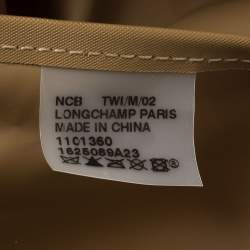 NCB TWI/M/02
LONGCHAMP PARIS
MADE IN CHINA
1101360
1625089A23